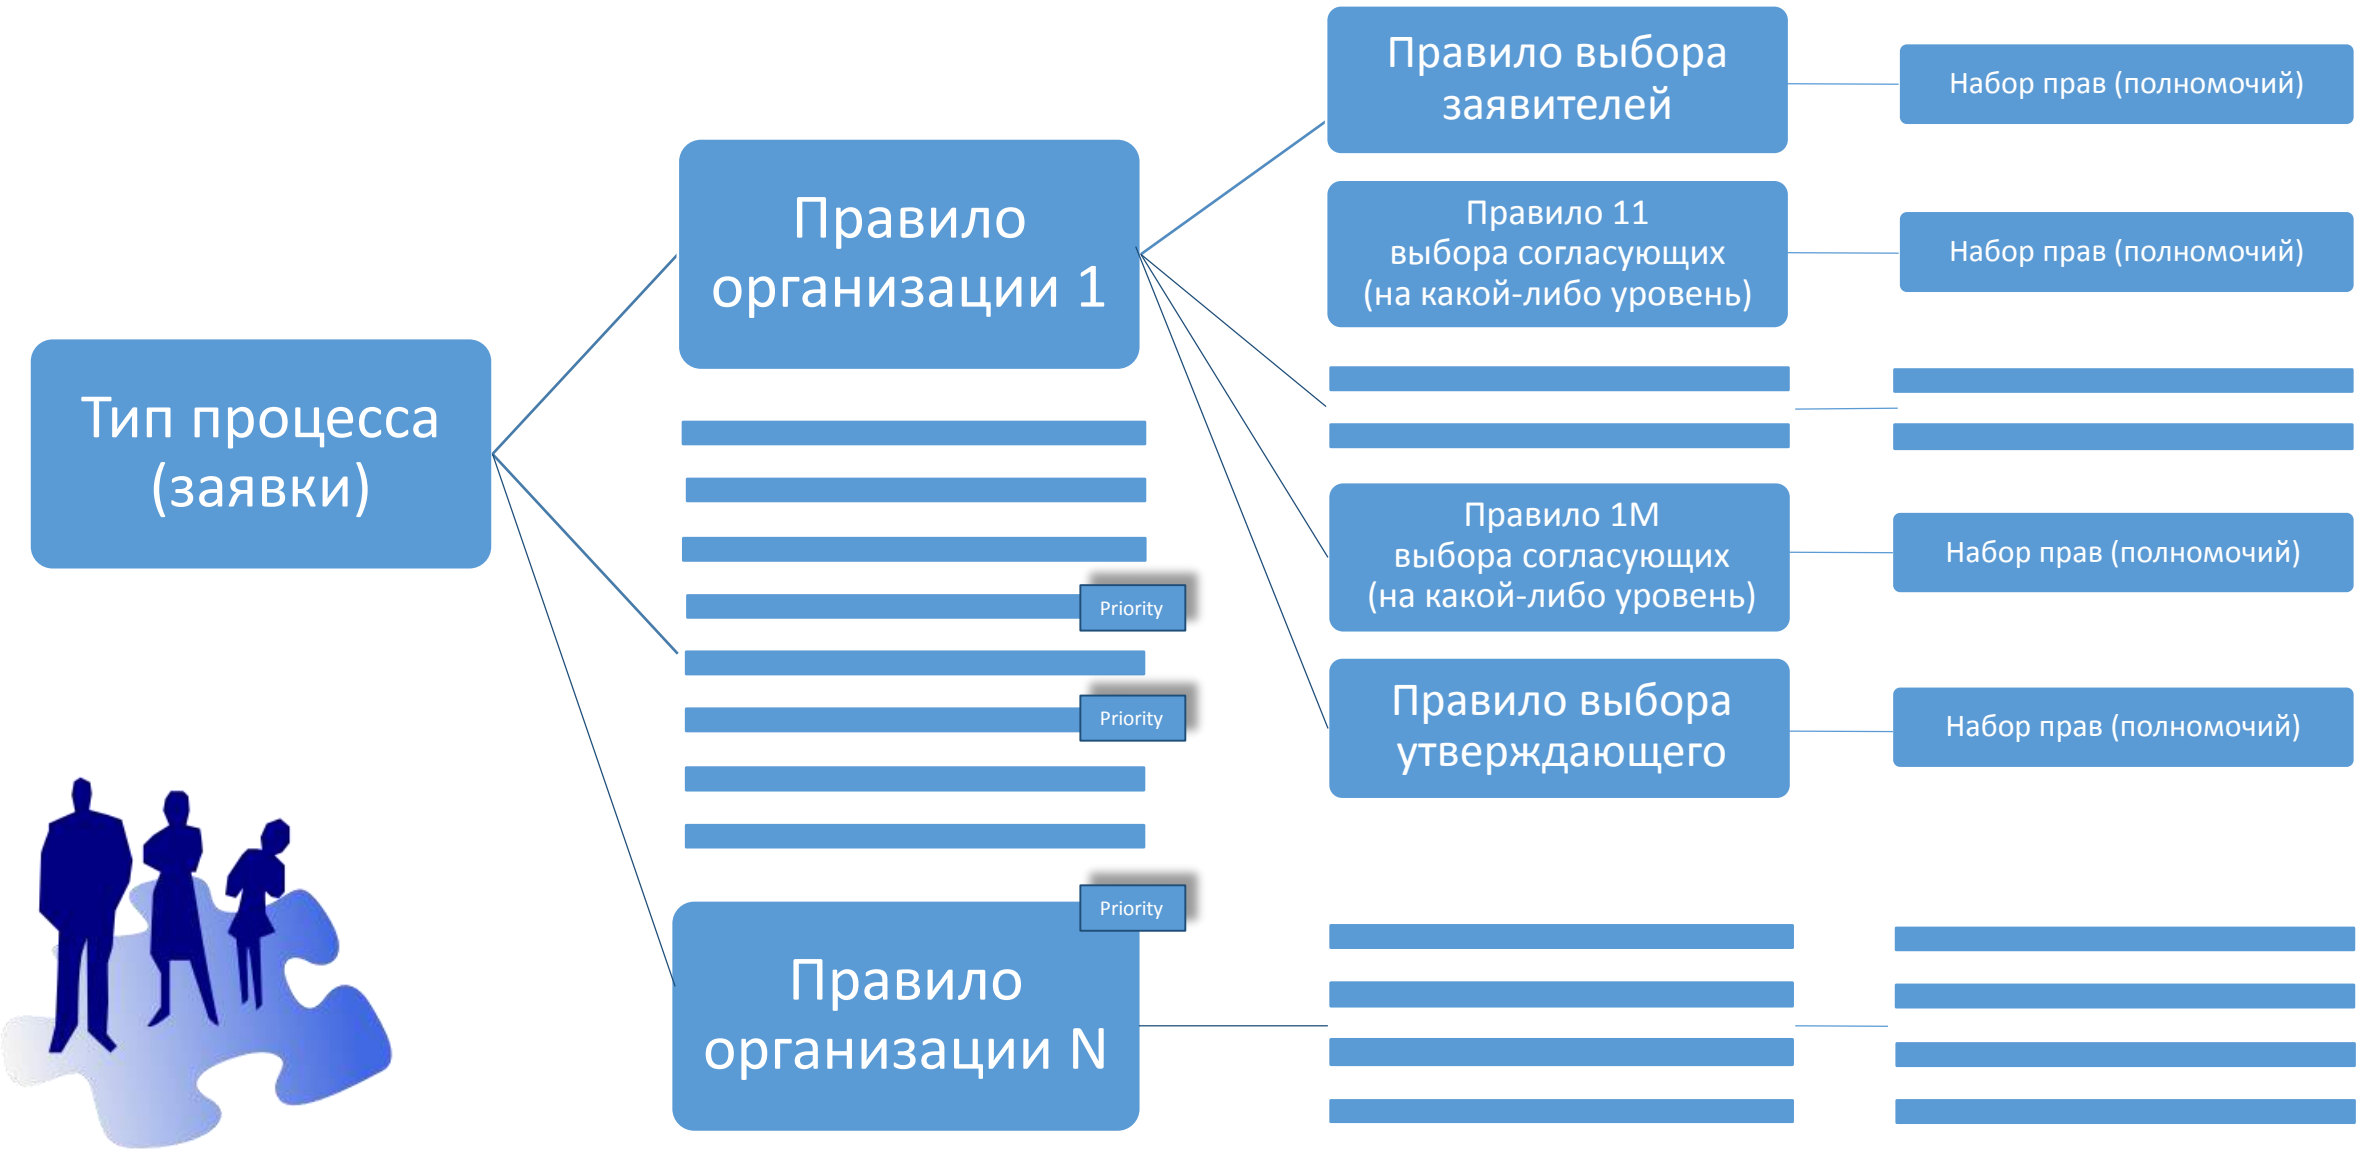 Тип процесса
(заявки)
Правило
организации 1
Priority
Priority
Priority
Правило
организации N
Правило выбора
заявителей
Набор прав (полномочий)
Правило 11
выбора согласующих
(на какой-либо уровень)
Набор прав (полномочий)
Правило 1М
выбора согласующих
(на какой-либо уровень)
Набор прав (полномочий)
Правило выбора
утверждающего
Набор прав (полномочий)